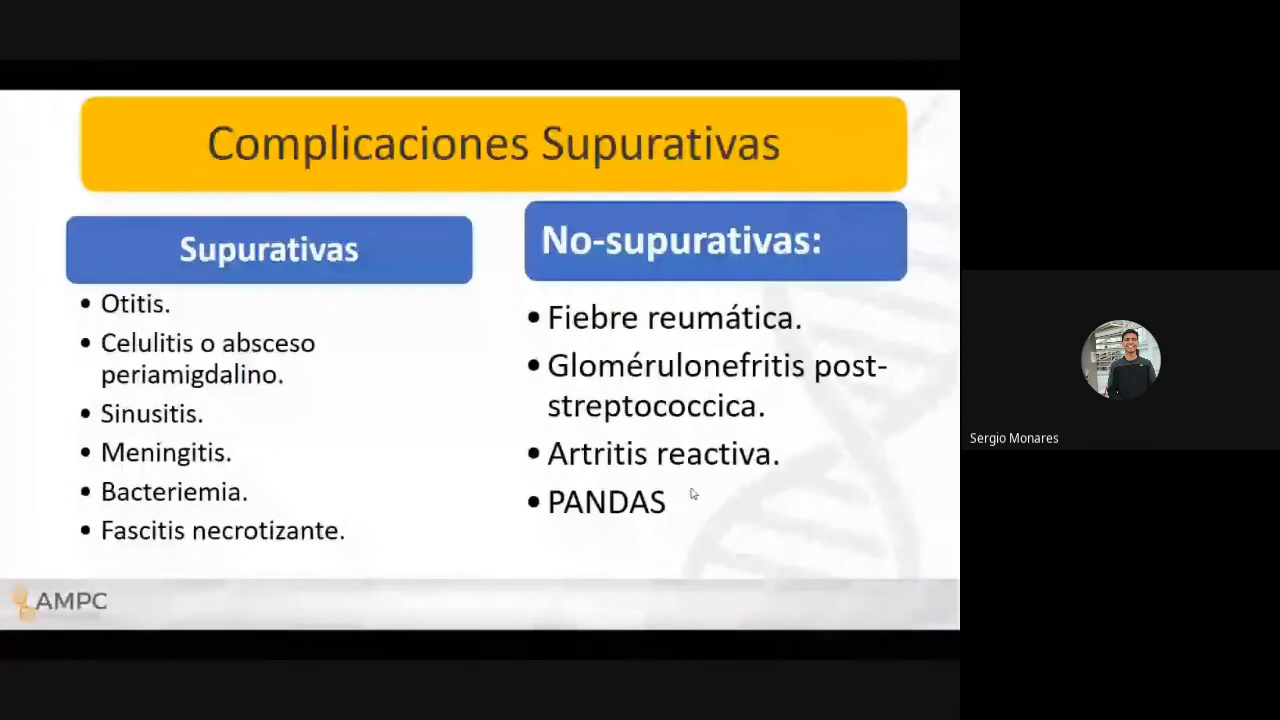 Complicaciones Supurativas
Supurativas
• Otitis.
• Celulitis o absceso
periamigdalino.
• Sinusitis.
• Meningitis.
• Bacteriemia.
• Fascitis necrotizante.
No-supurativas:
• Fiebre reumática.
• Glomérulonefritis post-
streptococcica.
• Artritis reactiva.
• PANDAS
AMPC
Sergio Monares